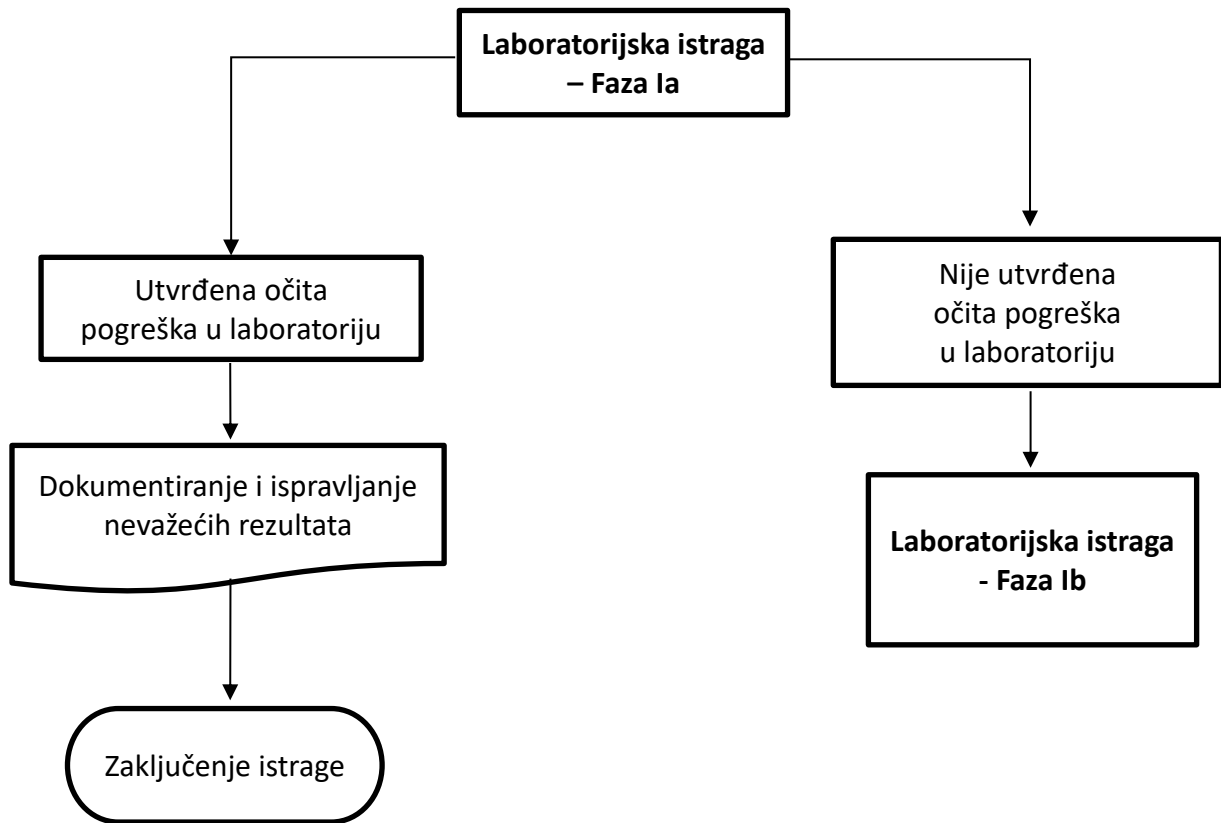 Laboratorijska istraga
– Faza Ia
Utvrđena očita
pogreška u laboratoriju
Nije utvrđena
očita pogreška
u laboratoriju
Dokumentiranje i ispravljanje
nevažećih rezultata
Laboratorijska istraga
- Faza Ib
Zaključenje istrage